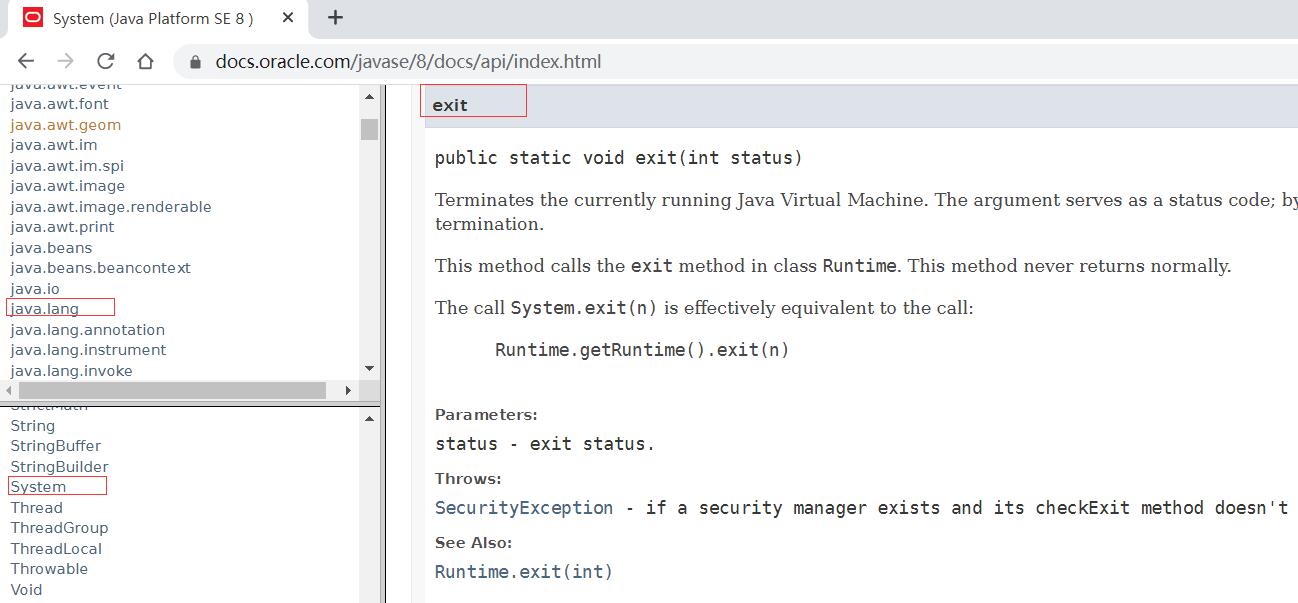 System (Java Platform SE 8 )
docs.oracle.com/javase/8/docs/api/index.html
java.awt.event
java.awt.font
java.awt.geom
java.awt.im
java.awt.im.spi
java.awt.image
java.awt.image.renderable
java.awt.print
java.beans
java.beans.beancontext
java.io
java.lang
java.lang.annotation
java.lang.instrument
java.lang.invoke
StrictMath
String
StringBuffer
StringBuilder
System
Thread
ThreadGroup
ThreadLocal
Throwable
Void
exit
public static void exit(int status)
Terminates the currently running Java Virtual Machine. The argument serves as a status code; by
termination.
This method calls the exit method in class Runtime. This method never returns normally.
The call System.exit(n) is effectively equivalent to the call:
Runtime.getRuntime().exit(n)
Parameters:
status - exit status.
Throws:
SecurityException - if a security manager exists and its checkExit method doesn't
See Also:
Runtime.exit(int)